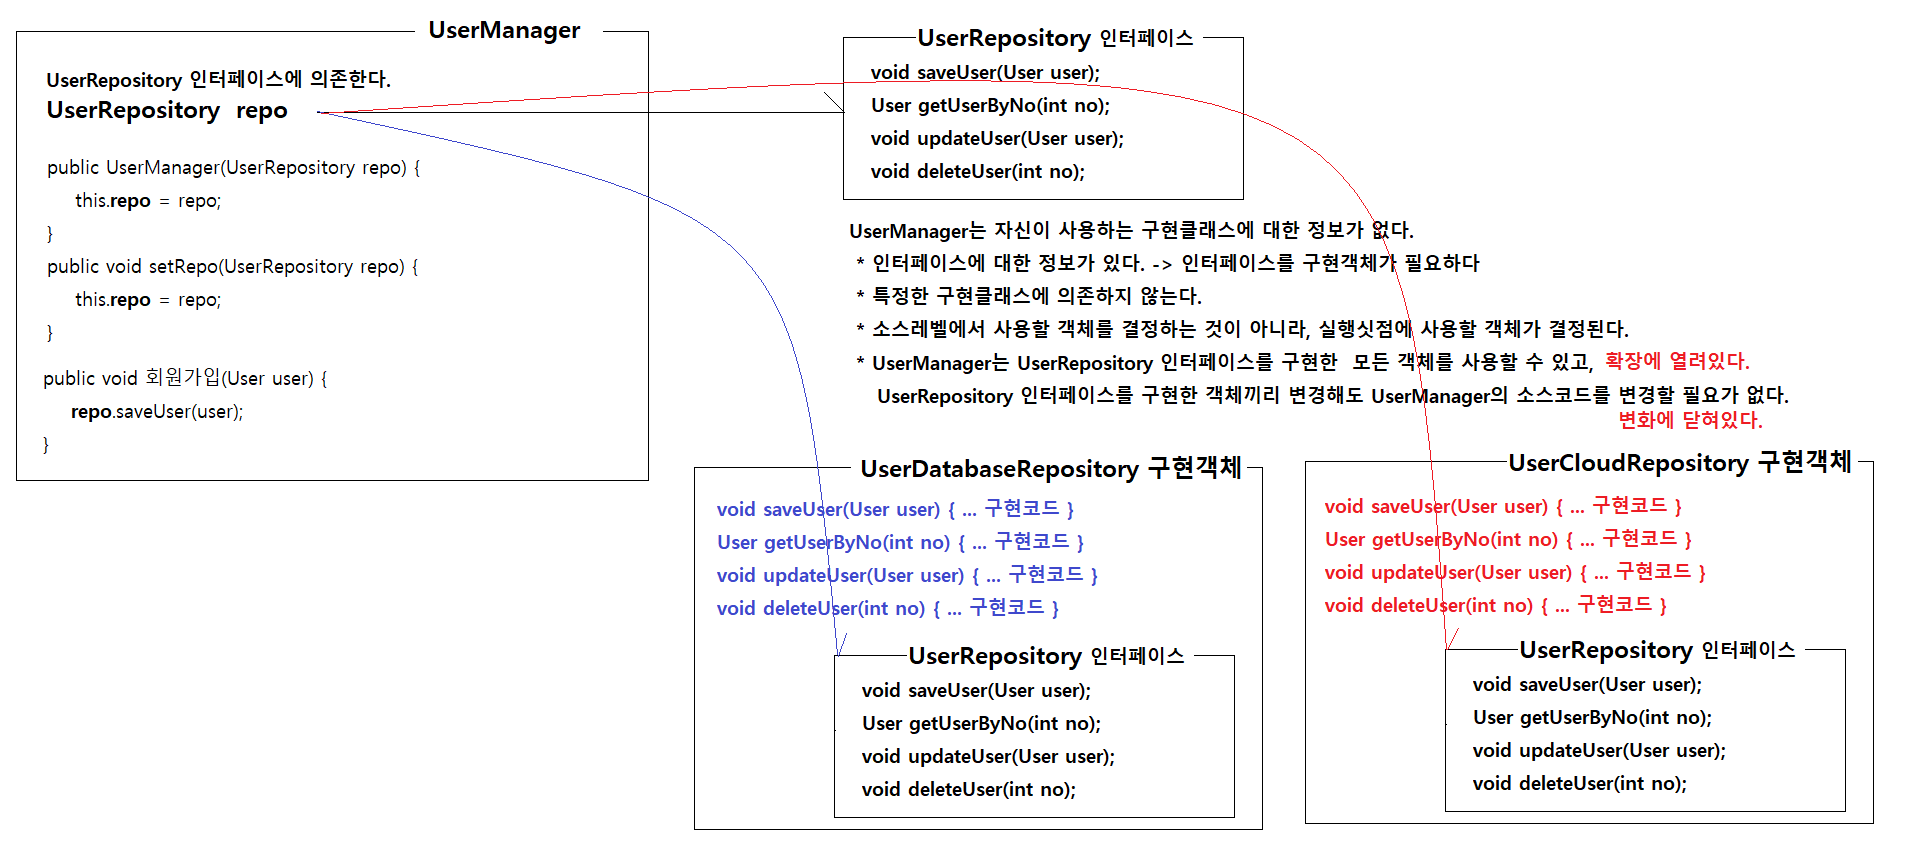 UserManager
UserRepository 인터페이스에 의존한다.
UserRepository repo
public UserManager(UserRepository repo) {
this.repo = repo;
}
public void setRepo(UserRepository repo) {
this.repo = repo;
}
public void 회원가입(User user) {
repo.saveUser(user);
}
UserRepository 인터페이스
void saveUser(User user);
User getUserByNo(int no);
void updateUser(User user);
void deleteUser(int no);
UserManager는 자신이 사용하는 구현클래스에 대한 정보가 없다.
* 인터페이스에 대한 정보가 있다. -> 인터페이스를 구현객체가 필요하다
* 특정한 구현클래스에 의존하지 않는다.
* 소스레벨에서 사용할 객체를 결정하는 것이 아니라, 실행싯점에 사용할 객체가 결정된다.
* UserManager는 UserRepository 인터페이스를 구현한 모든 객체를 사용할 수 있고, 확장에 열려있다.
UserRepository 인터페이스를 구현한 객체끼리 변경해도 UserManager의 소스코드를 변경할 필요가 없다.
변화에 닫혀있다.
UserDatabaseRepository 구현객체
void saveUser(User user) { ... 구현코드 }
User getUserByNo(int no) { ... 구현코드 }
void updateUser(User user) { ... 구현코드 }
void deleteUser(int no) { ... 구현코드 }
UserRepository 인터페이스
void saveUser(User user);
User getUserByNo(int no);
void updateUser(User user);
void deleteUser(int no);
UserCloudRepository 구현객체
void saveUser(User user) { ... 구현코드 }
User getUserByNo(int no) { ... 구현코드 }
void updateUser(User user) { ... 구현코드 }
void deleteUser(int no) { ... 구현코드 }
UserRepository 인터페이스
void saveUser(User user);
User getUserByNo(int no);
void updateUser(User user);
void deleteUser(int no);